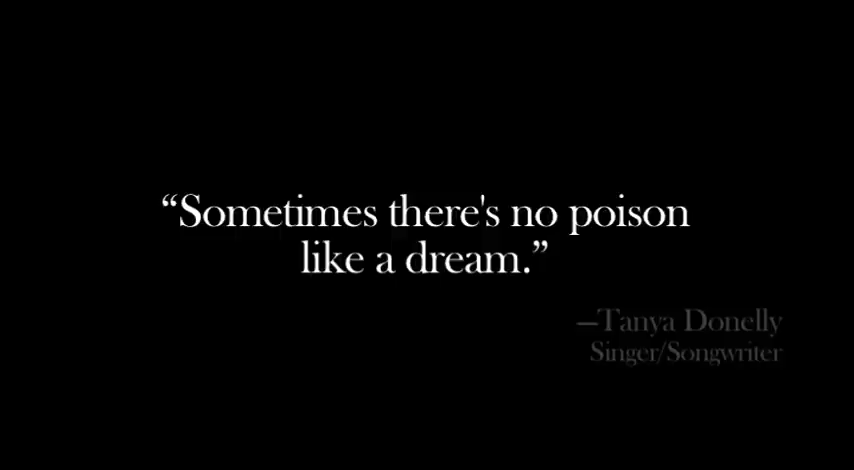 “Sometimes there's no poison
like a dream.”
—Tanya Donelly
Singer/Songwriter